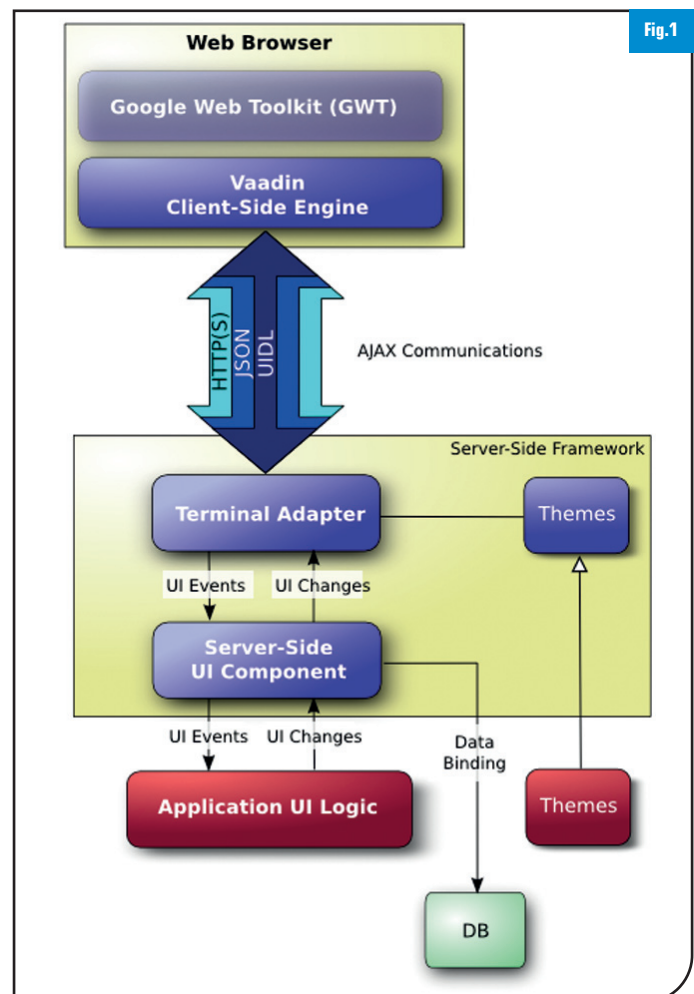 Fig.1
Web Browser
Google Web Toolkit (GWT)
Vaadin
Client-Side Engine
HTTP(S)
JSON
UIDL
AJAX Communications
Server-Side Framework
Terminal Adapter
Themes
UI Events
UI Changes
Server-Side
UI Component
UI Events
UI Changes
Data
Binding
Application UI Logic
Themes
DB